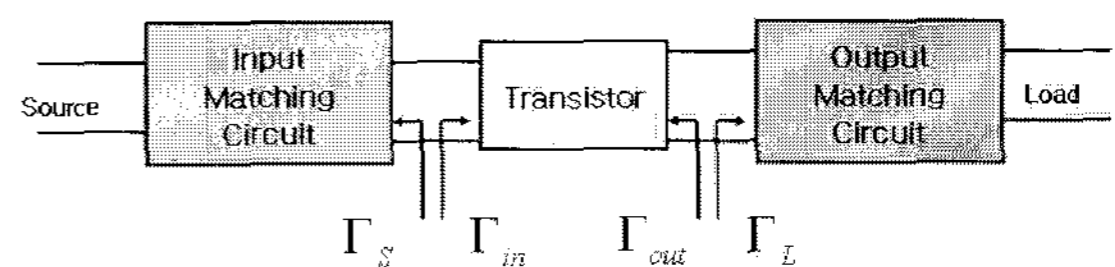 Source
Input
Matching
Circuit
Transistor
Output
Matching
Circuit
Load
Γ_S
Γ_in
Γ_out
Γ_L